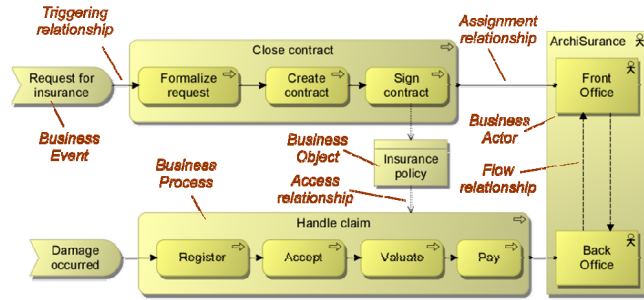 Triggering
relationship
Assignment
relationship
Close contract
ArchiSurance
Request for
insurance
Formalize
request
Create
contract
Sign
contract
Front
Office
Business
Event
Business
Object
Business
Actor
Insurance
policy
Business
Process
Access
relationship
Flow
relationship
Handle claim
Damage
occurred
Register
Accept
Valuate
Pay
Back
Office